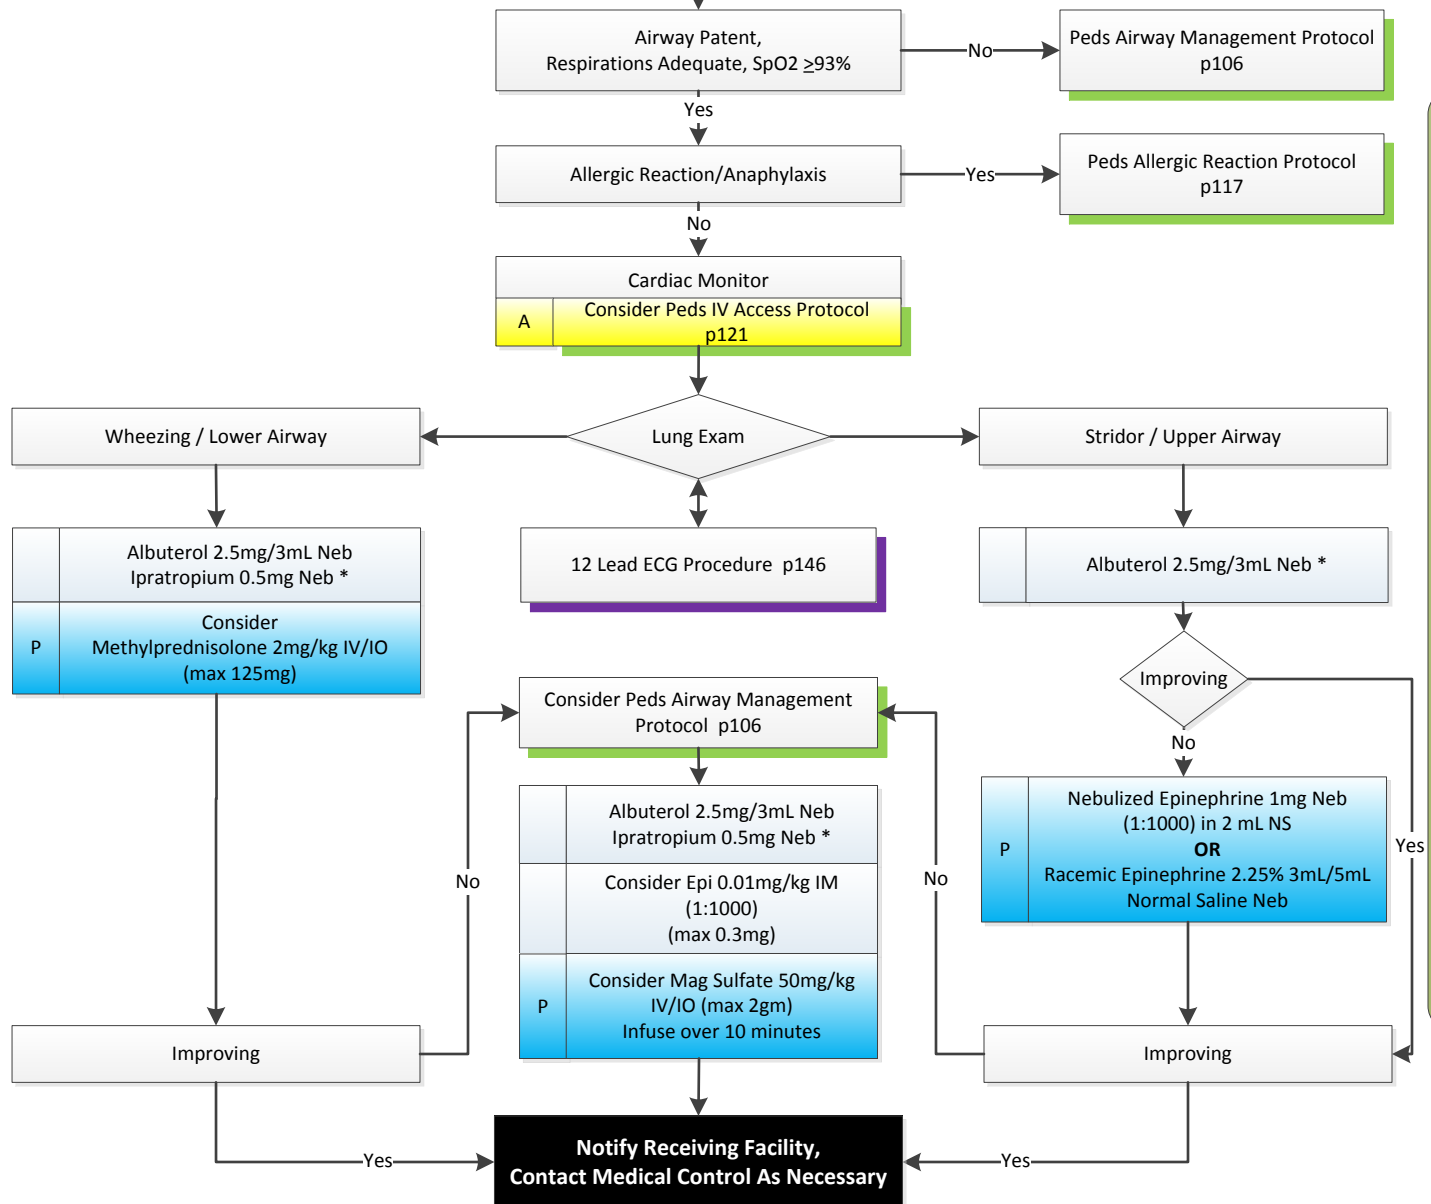 Airway Patent,
Respirations Adequate, SpO2 ≥93%
No
Peds Airway Management Protocol
p106
Yes
Allergic Reaction/Anaphylaxis
Yes
Peds Allergic Reaction Protocol
p117
No
Cardiac Monitor
A
Consider Peds IV Access Protocol
p121
Wheezing / Lower Airway
Lung Exam
Stridor / Upper Airway
Albuterol 2.5mg/3mL Neb
Ipratropium 0.5mg Neb *
P
Consider
Methylprednisolone 2mg/kg IV/IO
(max 125mg)
12 Lead ECG Procedure  p146
Albuterol 2.5mg/3mL Neb *
Improving
No
Yes
P
Nebulized Epinephrine 1mg Neb
(1:1000) in 2 mL NS
OR
Racemic Epinephrine 2.25% 3mL/5mL
Normal Saline Neb
Consider Peds Airway Management
Protocol  p106
No
No
Albuterol 2.5mg/3mL Neb
Ipratropium 0.5mg Neb *
Consider Epi 0.01mg/kg IM
(1:1000)
(max 0.3mg)
P
Consider Mag Sulfate 50mg/kg
IV/IO (max 2gm)
Infuse over 10 minutes
Improving
Improving
Yes
Yes
Notify Receiving Facility,
Contact Medical Control As Necessary